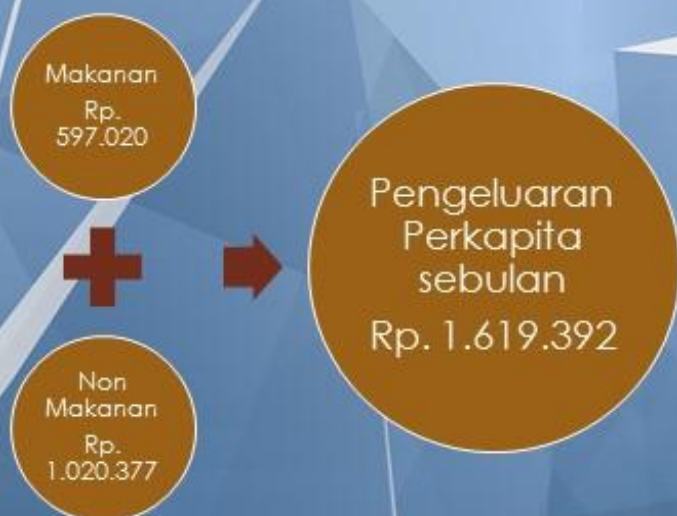 Makanan
Rp.
597.020
Non
Makanan
Rp.
1.020.377
Pengeluaran
Perkapita
sebulan
Rp. 1.619.392